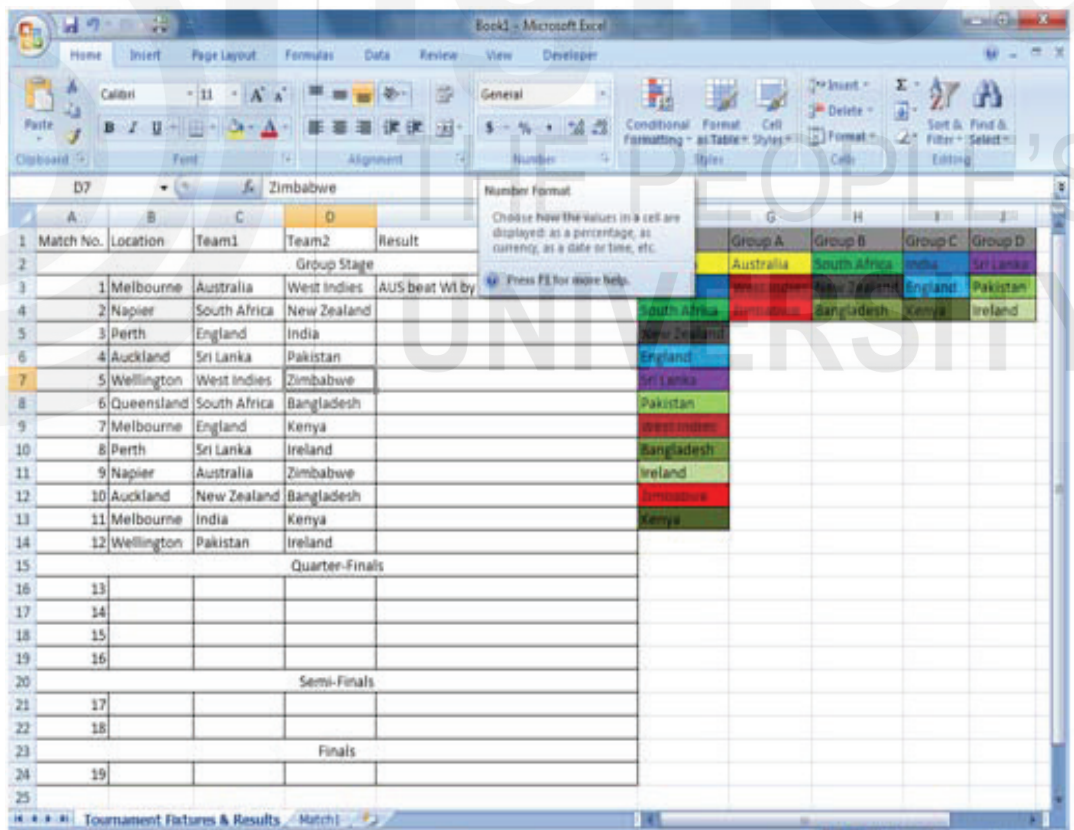 Book1 - Microsoft Excel
Home Insert Page Layout Formulas Data Review View Developer
Paste Calibri 11 A A General Conditional Formatting Format as Table Cell Styles Insert Delete Format Sort & Filter Find & Select
B I U A $ % ,
Clipboard Font Alignment Number Styles Cells Editing
D7 fx Zimbabwe
Number Format
Choose how the values in a cell are
displayed: as a percentage, as
currency, as a date or time, etc.
Press F1 for more help.
A B C D G H I J
1 Match No. Location Team1 Team2 Result Group A Group B Group C Group D
2 Group Stage Australia South Africa India Sri Lanka
3 1 Melbourne Australia West Indies AUS beat WI by West Indies New Zealand England Pakistan
4 2 Napier South Africa New Zealand South Africa Zimbabwe Bangladesh Kenya Ireland
5 3 Perth England India New Zealand
6 4 Auckland Sri Lanka Pakistan England
7 5 Wellington West Indies Zimbabwe Sri Lanka
8 6 Queensland South Africa Bangladesh Pakistan
9 7 Melbourne England Kenya West Indies
10 8 Perth Sri Lanka Ireland Bangladesh
11 9 Napier Australia Zimbabwe Ireland
12 10 Auckland New Zealand Bangladesh Zimbabwe
13 11 Melbourne India Kenya Kenya
14 12 Wellington Pakistan Ireland
15 Quarter-Finals
16 13
17 14
18 15
19 16
20 Semi-Finals
21 17
22 18
23 Finals
24 19
25
Tournament Fixtures & Results Match1
THE PEOPLE'S
UNIVERSITY